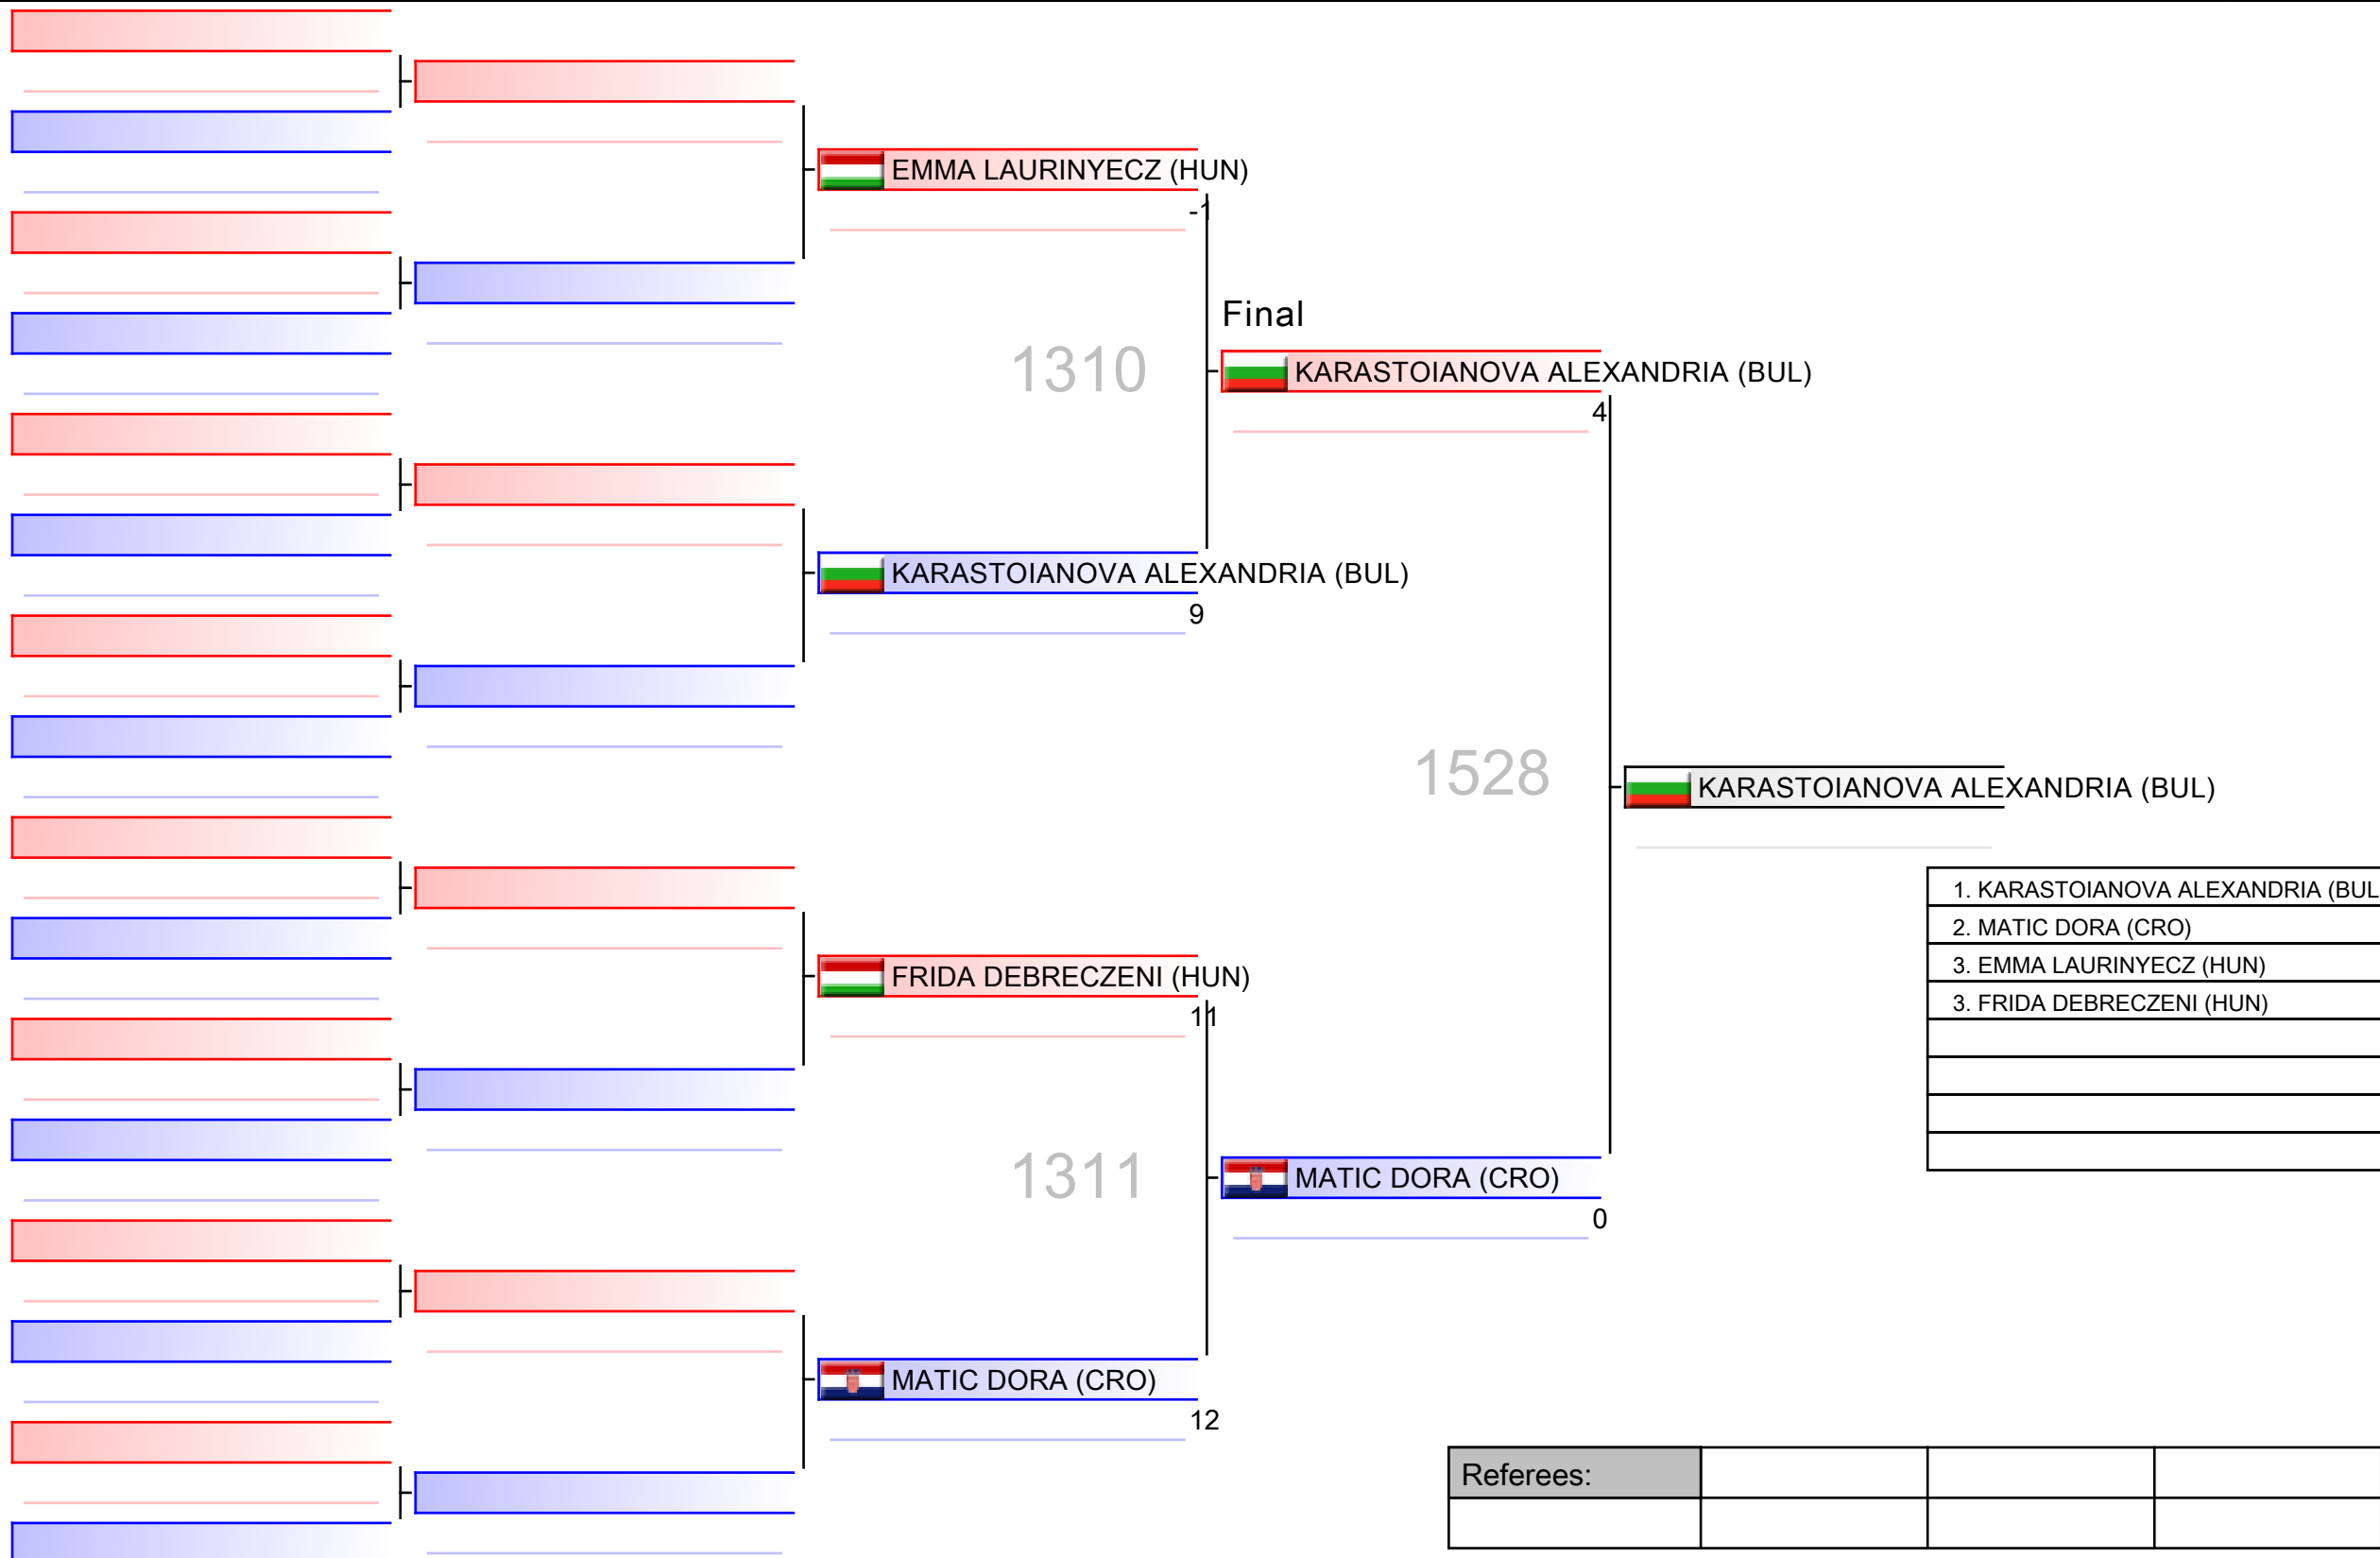 EMMA LAURINYECZ (HUN)
-1
Final
1310
KARASTOIANOVA ALEXANDRIA (BUL)
4
KARASTOIANOVA ALEXANDRIA (BUL)
9
1528
KARASTOIANOVA ALEXANDRIA (BUL)
1. KARASTOIANOVA ALEXANDRIA (BUL
2. MATIC DORA (CRO)
3. EMMA LAURINYECZ (HUN)
3. FRIDA DEBRECZENI (HUN)
FRIDA DEBRECZENI (HUN)
11
1311
MATIC DORA (CRO)
0
MATIC DORA (CRO)
12
Referees: